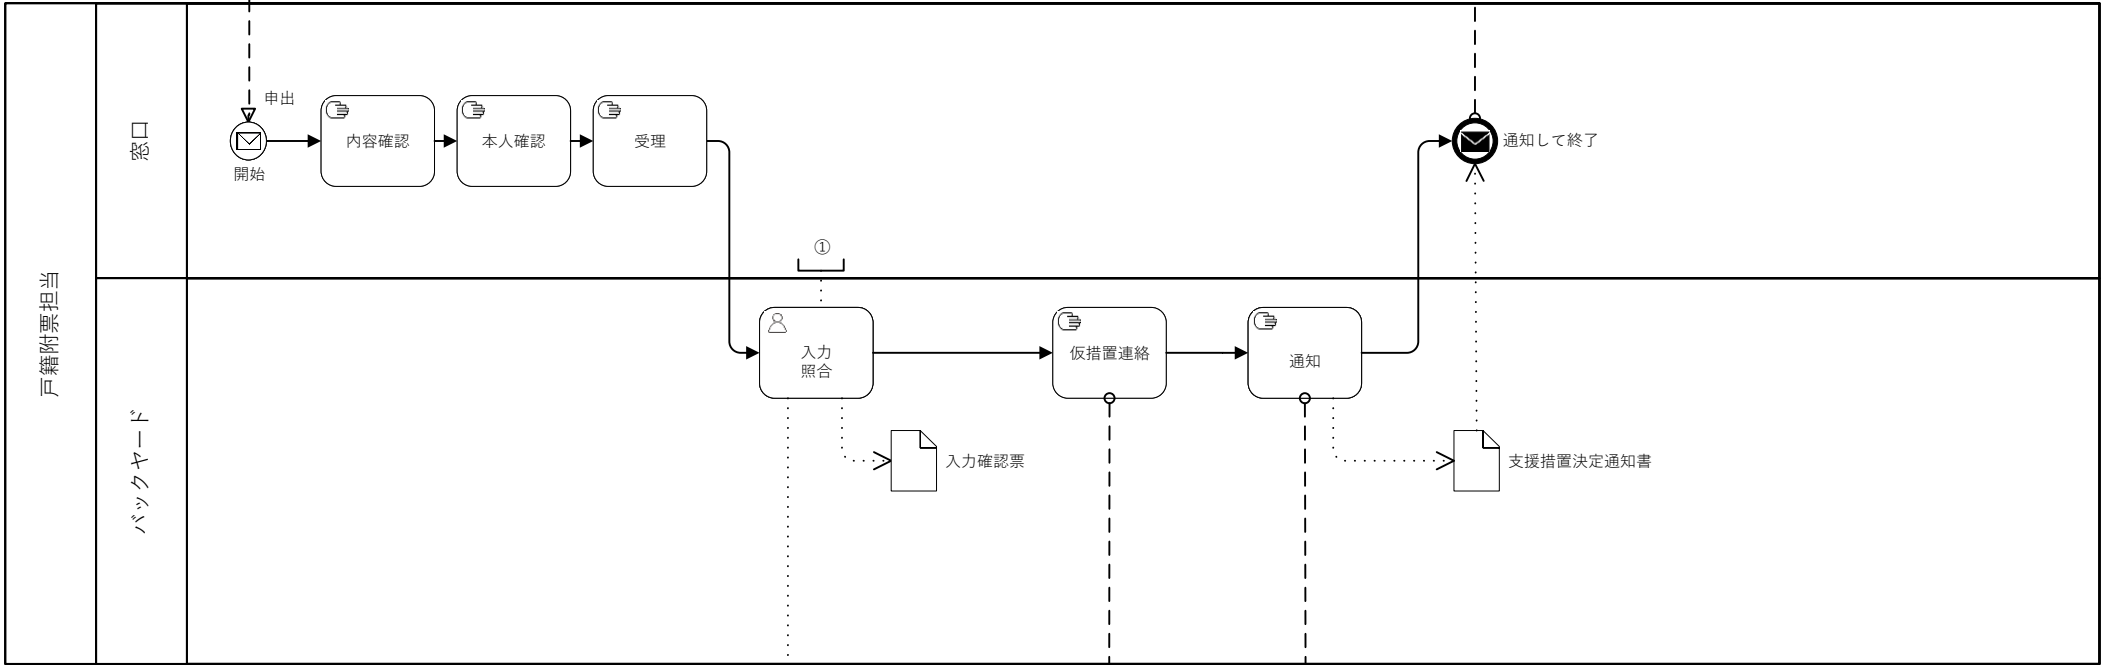 戸籍附票担当
窓口
申出
開始
内容確認
本人確認
受理
通知して終了
①
バックヤード
入力
照合
仮措置連絡
通知
入力確認票
支援措置決定通知書